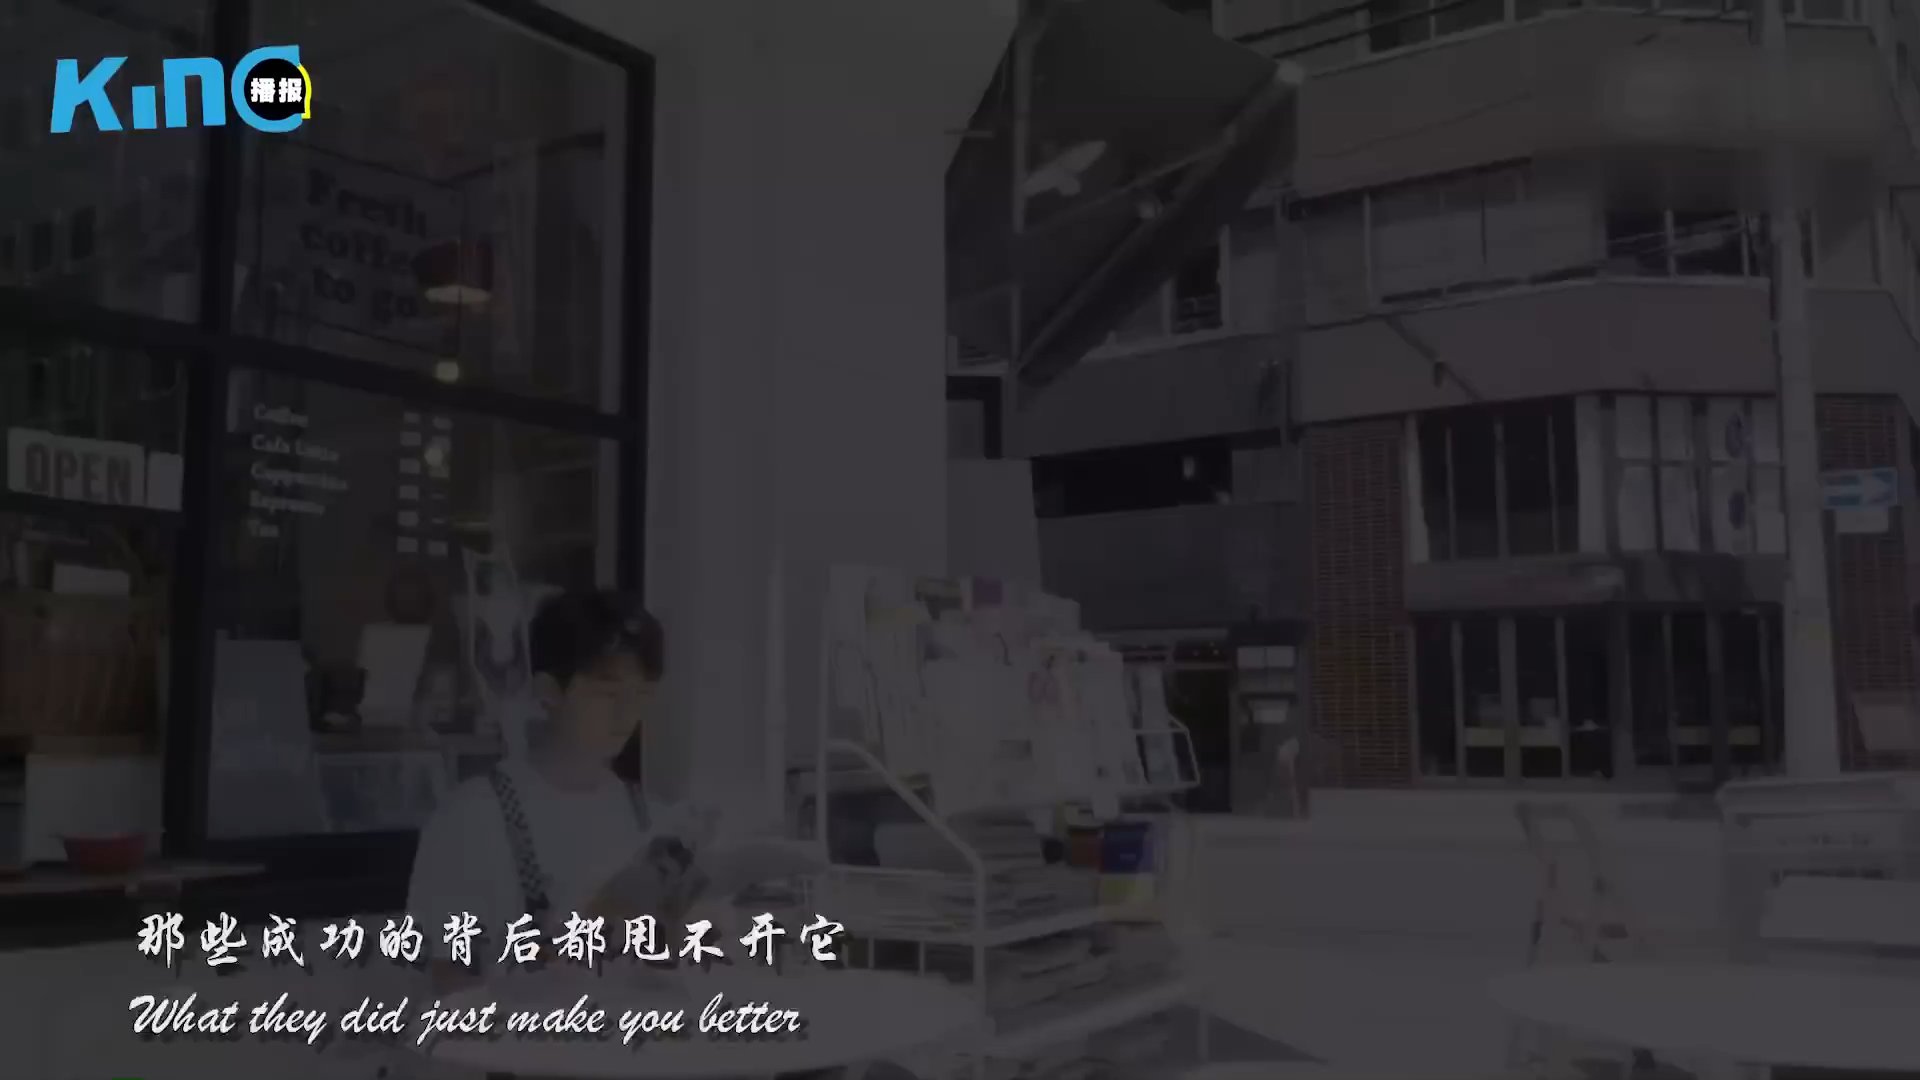 KinG
播报
Fresh
coffee
to go
OPEN
Coffee
Cafe Latte
Cappuccino
Espresso
Tea
那些成功的背后都甩不开它
What they did just make you better